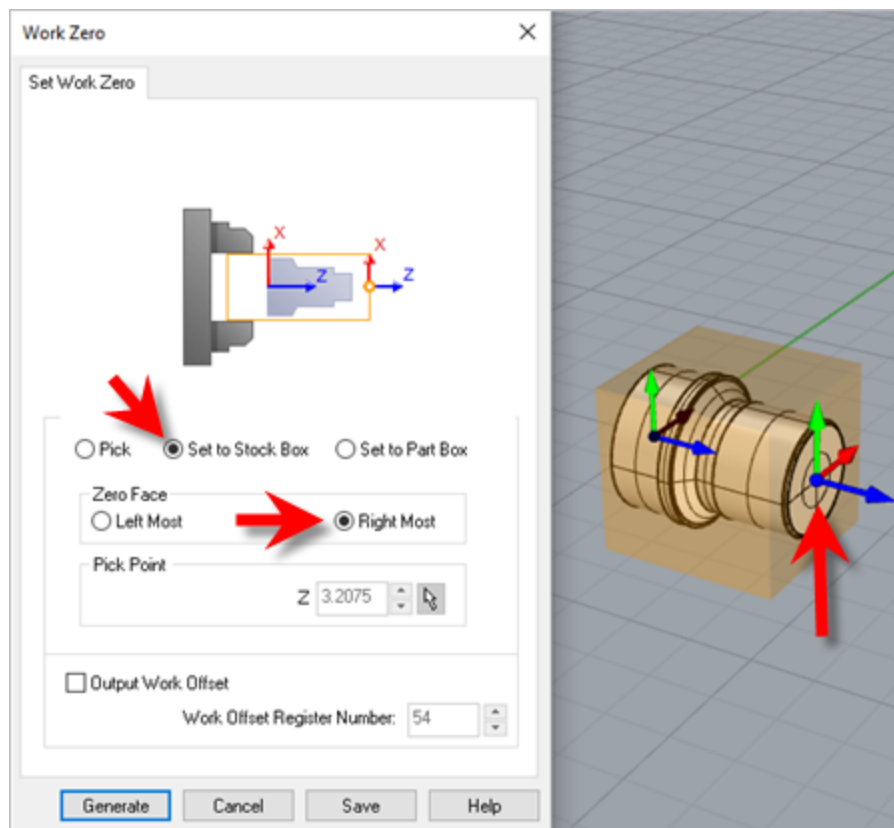 Work Zero
Set Work Zero
X
X
Z
Z
Pick
Set to Stock Box
Set to Part Box
Zero Face
Left Most
Right Most
Pick Point
Z 3.2075
Output Work Offset
Work Offset Register Number: 54
Generate Cancel Save Help